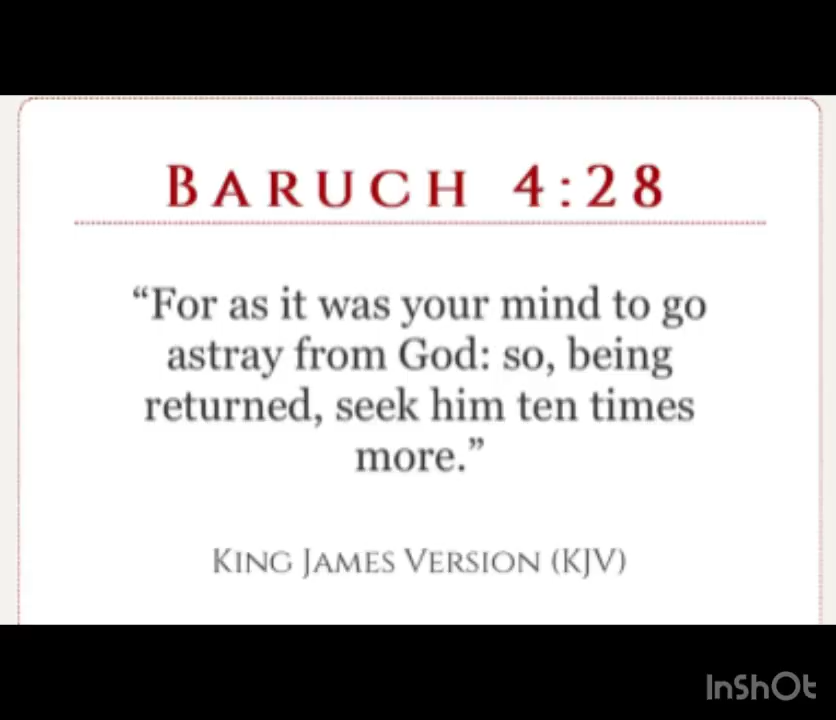 BARUCH 4:28
“For as it was your mind to go
astray from God: so, being
returned, seek him ten times
more.”
KING JAMES VERSION (KJV)
InShOt